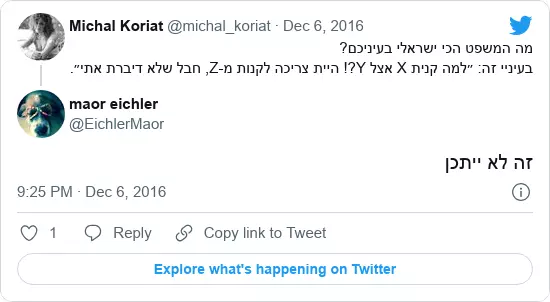 Michal Koriat @michal_koriat · Dec 6, 2016
מה המשפט הכי ישראלי בעיניכם?
בעיניי זה: ״למה קנית X אצל Y?! היית צריכה לקנות מ-Z, חבל שלא דיברת אתי״.
maor eichler
@EichlerMaor
זה לא ייתכן
9:25 PM · Dec 6, 2016
1 Reply Copy link to Tweet
Explore what's happening on Twitter